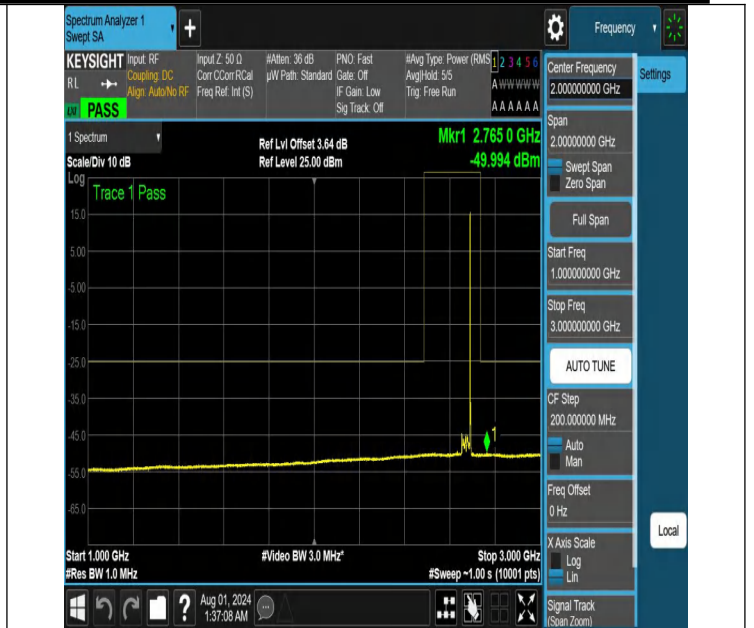 Spectrum Analyzer 1
Swept SA
+
Frequency
KEYSIGHT
RL
PASS
Input: RF
Coupling: DC
Align: Auto/No RF
Input Z: 50 Ω
Corr CCorr RCal
Freq Ref: Int (S)
#Atten: 36 dB
µW Path: Standard
PNO: Fast
Gate: Off
IF Gain: Low
Sig Track: Off
#Avg Type: Power (RMS
Avg|Hold: 5/5
Trig: Free Run
1 2 3 4 5 6
A W W W W W
A A A A A A
1 Spectrum
Scale/Div 10 dB
Ref Lvl Offset 3.64 dB
Ref Level 25.00 dBm
Mkr1 2.765 0 GHz
-49.994 dBm
Log
Trace 1 Pass
15.0
5.00
-5.00
-15.0
-25.0
-35.0
-45.0
-55.0
-65.0
1
Start 1.000 GHz
#Res BW 1.0 MHz
#Video BW 3.0 MHz*
Stop 3.000 GHz
#Sweep ~1.00 s (10001 pts)
Center Frequency
2.000000000 GHz
Settings
Span
2.00000000 GHz
Swept Span
Zero Span
Full Span
Start Freq
1.000000000 GHz
Stop Freq
3.000000000 GHz
AUTO TUNE
CF Step
200.000000 MHz
Auto
Man
Freq Offset
0 Hz
X Axis Scale
Log
Lin
Local
Signal Track
(Span Zoom)
?
Aug 01, 2024
1:37:08 AM